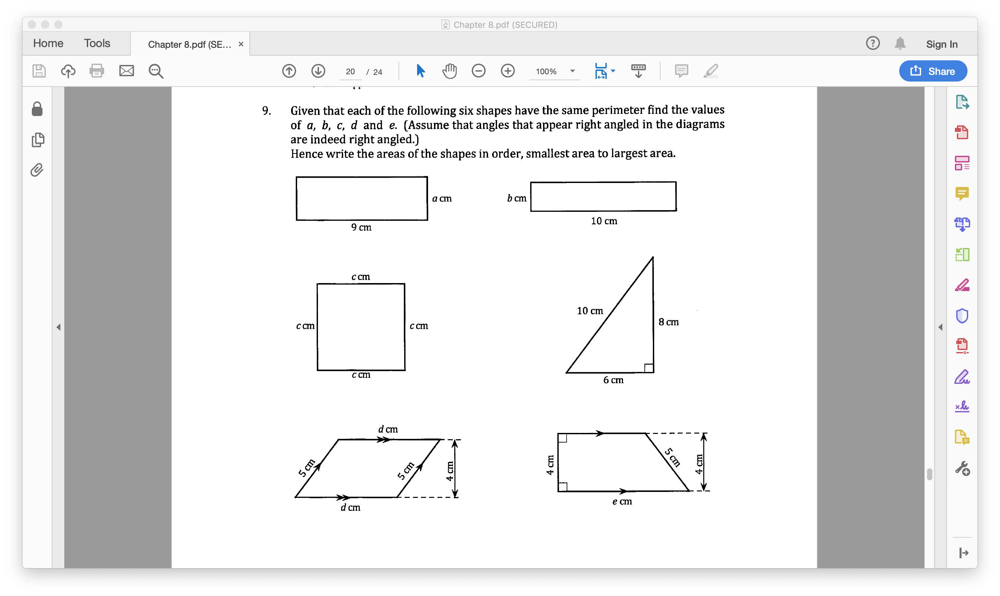 Chapter 8.pdf (SECURED)
Home Tools Chapter 8.pdf (SE... × ? Sign In
20 / 24 100% Share
9. Given that each of the following six shapes have the same perimeter find the values
of a, b, c, d and e. (Assume that angles that appear right angled in the diagrams
are indeed right angled.)
Hence write the areas of the shapes in order, smallest area to largest area.
a cm
9 cm
b cm
10 cm
c cm
c cm
c cm
c cm
10 cm
8 cm
6 cm
d cm
5 cm
5 cm
4 cm
d cm
4 cm
5 cm
4 cm
e cm